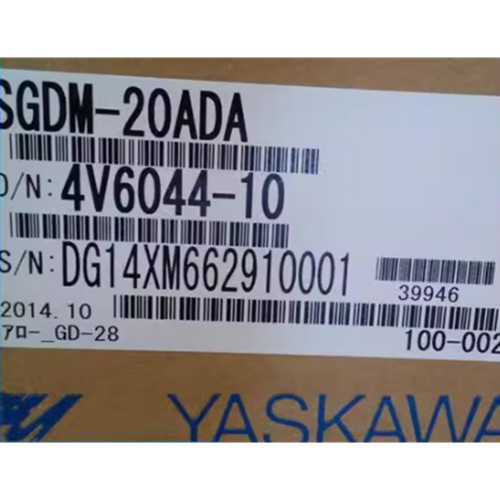 SGDM-20ADA
O/N: 4V6044-10
S/N: DG14XM662910001
39946
2014.10
ｱﾛｰ_GD-28
100-002
YASKAWA